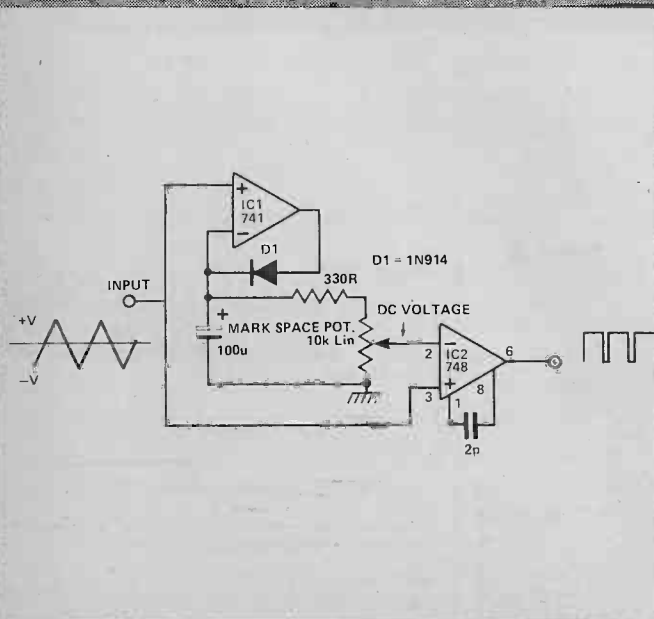 +
IC1
741
−
D1
D1 = 1N914
330R
INPUT
DC VOLTAGE
+V
−V
+
100u
MARK SPACE POT.
10k Lin
2
−
IC2
748
6
+
3
1
8
2p